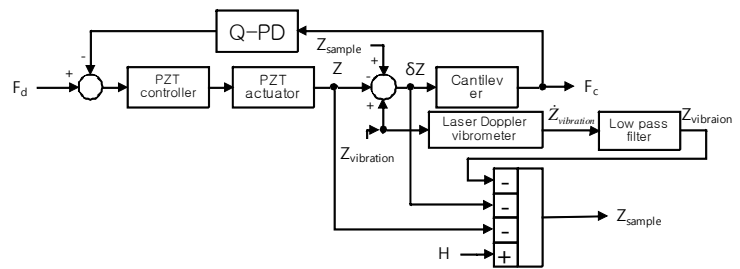 Q-PD
-
Zsample
+
Fd
+
PZT
controller
PZT
actuator
Z
-
δZ
Cantilev
er
Fc
+
Laser Doppler
vibrometer
Żvibration
Low pass
filter
Zvibraion
Zvibration
-
-
-
Zsample
H
+